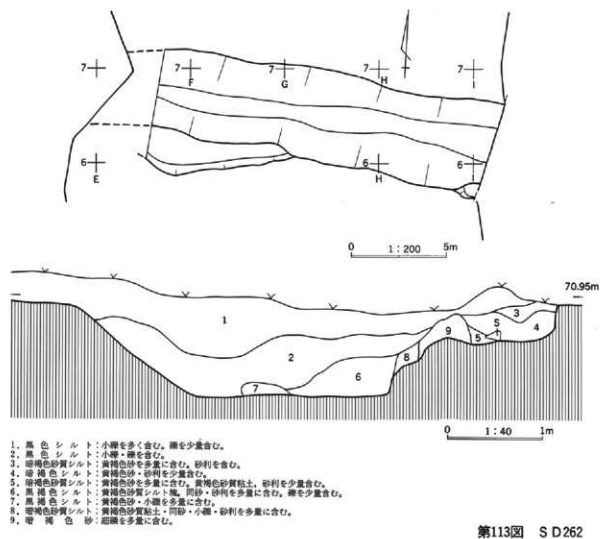 7 7 7 7
F G H I
6 6 6
E H I
0 1:200 5m
70.95m
1 2 3 4 5 6 7 8 9 S
0 1:40 1m
1．黒色シルト：小礫を多く含む。礫を少量含む。
2．黒色シルト：小礫・礫を含む。
3．暗褐色砂質シルト：黄褐色砂を多量に含む。砂利を含む。
4．暗褐色シルト：黄褐色砂・砂利を少量含む。
5．暗褐色砂質シルト：黄褐色砂を多量に含む。黄褐色砂質粘土，砂利を少量含む。
6．黒褐色シルト：黄褐色砂質シルト塊，同砂・砂利を多量に含む。礫を少量含む。
7．黒褐色シルト：黄褐色砂・小礫を多量に含む。
8．暗褐色砂質シルト：黄褐色砂質粘土・同砂・小礫・砂利を多量に含む。
9．暗褐色砂：細礫を多量に含む。
第113図 SD262